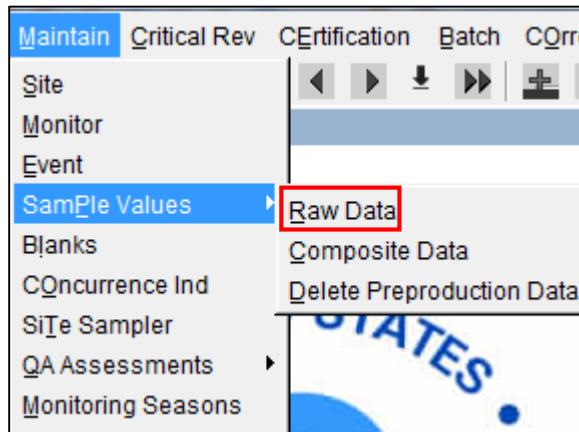 Maintain Critical Rev CErtification Batch COrr
Site
Monitor
Event
SamPle Values
Raw Data
Blanks
Composite Data
COncurrence Ind
Delete Preproduction Data
SiTe Sampler
STATES
QA Assessments
Monitoring Seasons